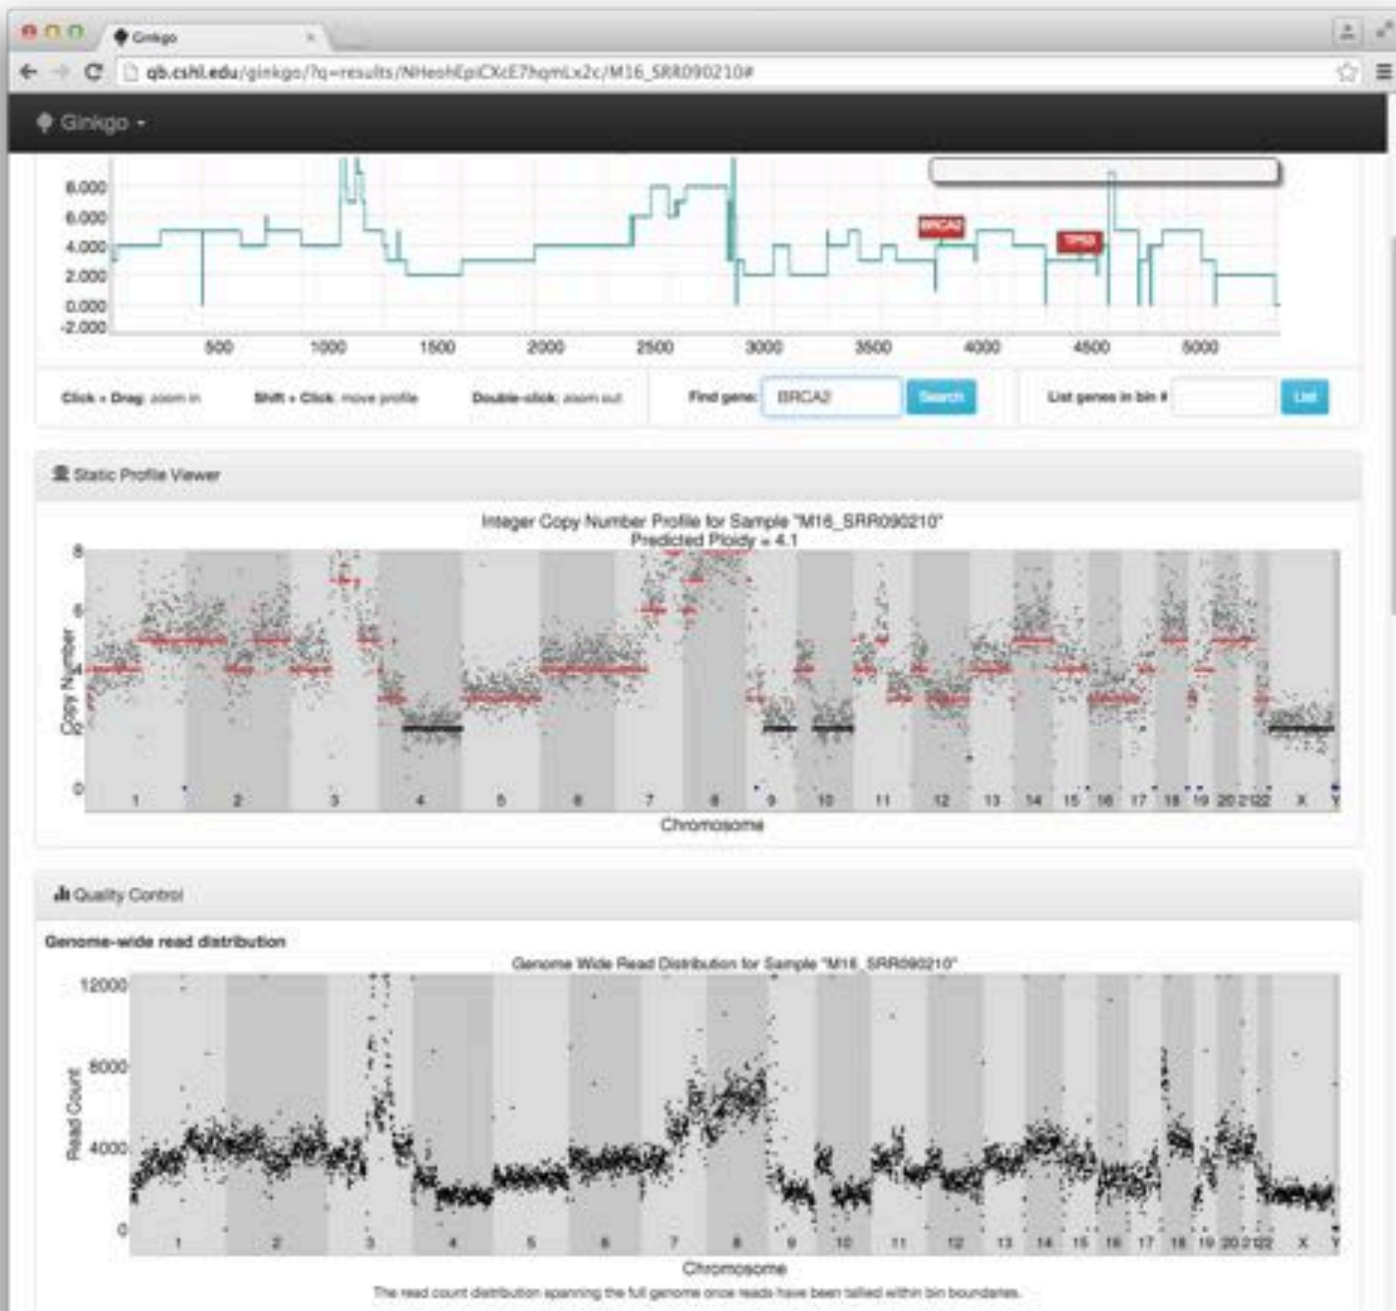 Ginkgo
qb.cshl.edu/ginkgo/?q=results/NHeohEpiCXcE7hqmLx2c/M16_SRR090210#
Ginkgo
8.000
6.000
4.000
2.000
0.000
-2.000
BRCA2
TP53
500 1000 1500 2000 2500 3000 3500 4000 4500 5000
Click + Drag: zoom in Shift + Click: move profile Double-click: zoom out Find gene: BRCA2 Search List genes in bin # List
Static Profile Viewer
Integer Copy Number Profile for Sample "M16_SRR090210"
Predicted Ploidy = 4.1
Copy Number
8
6
4
2
0
1 2 3 4 5 6 7 8 9 10 11 12 13 14 15 16 17 18 19 20 21 22 X Y
Chromosome
Quality Control
Genome-wide read distribution
Genome Wide Read Distribution for Sample "M16_SRR090210"
Read Count
12000
8000
4000
0
1 2 3 4 5 6 7 8 9 10 11 12 13 14 15 16 17 18 19 20 21 22 X Y
Chromosome
The read count distribution spanning the full genome once reads have been tallied within bin boundaries.